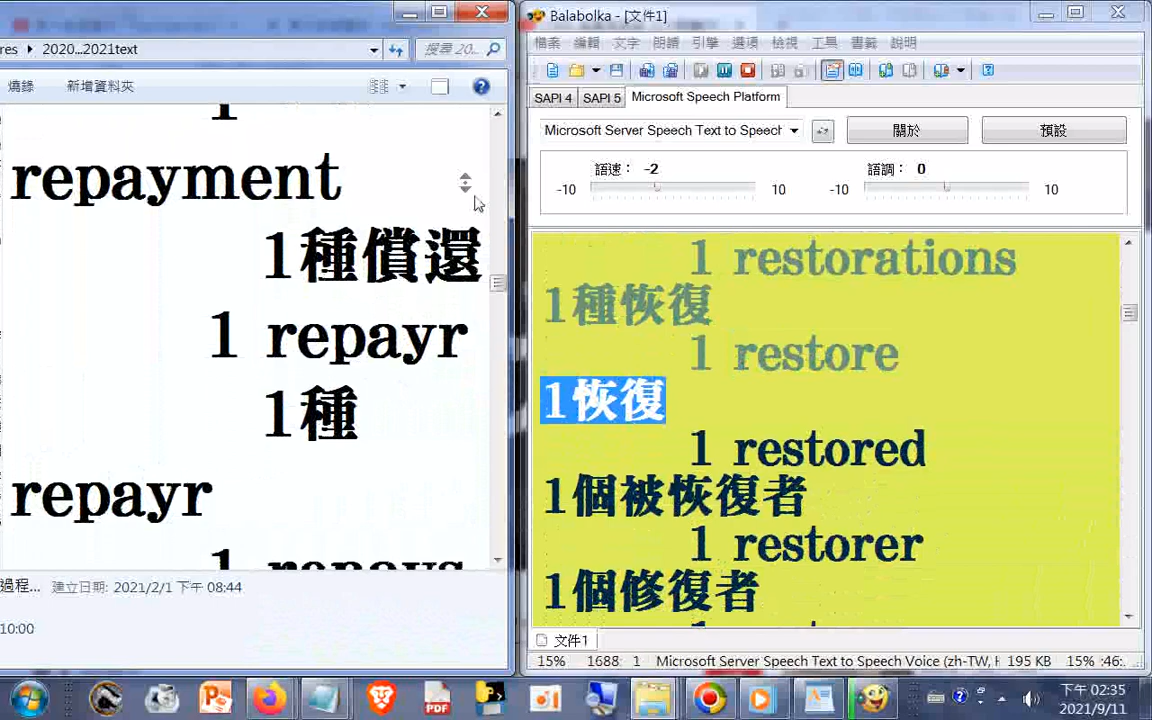 res ▸ 2020...2021text
搜尋 20...
燒錄
新增資料夾
repayment
1種償還
1 repayr
1種
repayr
1 repays
過程... 建立日期: 2021/2/1 下午 08:44
10:00
Balabolka - [文件1]
檔案 編輯 文字 朗讀 引擎 選項 檢視 工具 書籤 說明
SAPI 4 SAPI 5 Microsoft Speech Platform
Microsoft Server Speech Text to Speech
關於
預設
語速: -2
語調: 0
-10 10 -10 10
1 restorations
1種恢復
1 restore
1恢復
1 restored
1個被恢復者
1 restorer
1個修復者
文件1
15% 1688: 1 Microsoft Server Speech Text to Speech Voice (zh-TW, 195 KB 15% :46:
PDF
下午 02:35
2021/9/11